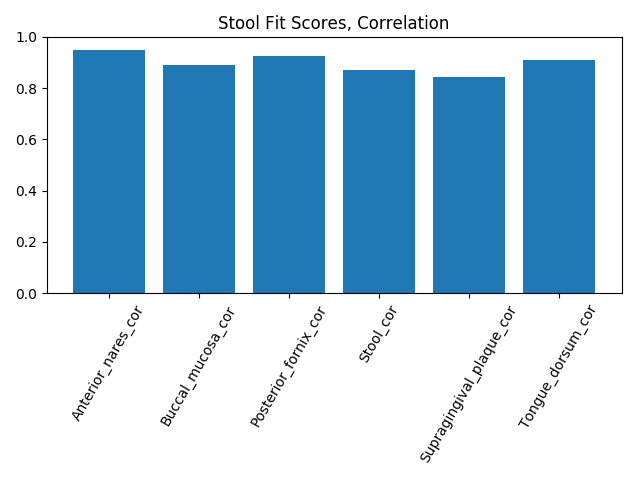 Stool Fit Scores, Correlation
1.0
0.8
0.6
0.4
0.2
0.0
Anterior_nares_cor
Buccal_mucosa_cor
Posterior_fornix_cor
Stool_cor
Supragingival_plaque_cor
Tongue_dorsum_cor